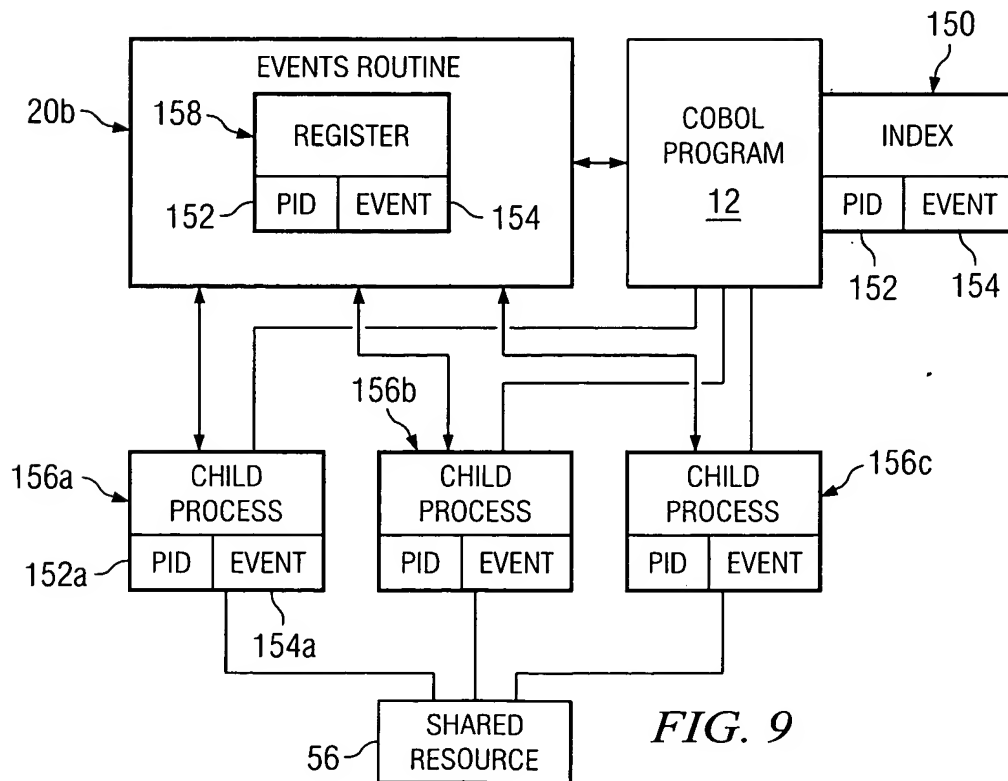 150
EVENTS ROUTINE
20b
158
REGISTER
COBOL
PROGRAM
12
INDEX
152
PID
EVENT
154
PID
EVENT
152
154
156b
156a
CHILD
PROCESS
CHILD
PROCESS
CHILD
PROCESS
156c
152a
PID
EVENT
PID
EVENT
PID
EVENT
154a
56
SHARED
RESOURCE
FIG. 9